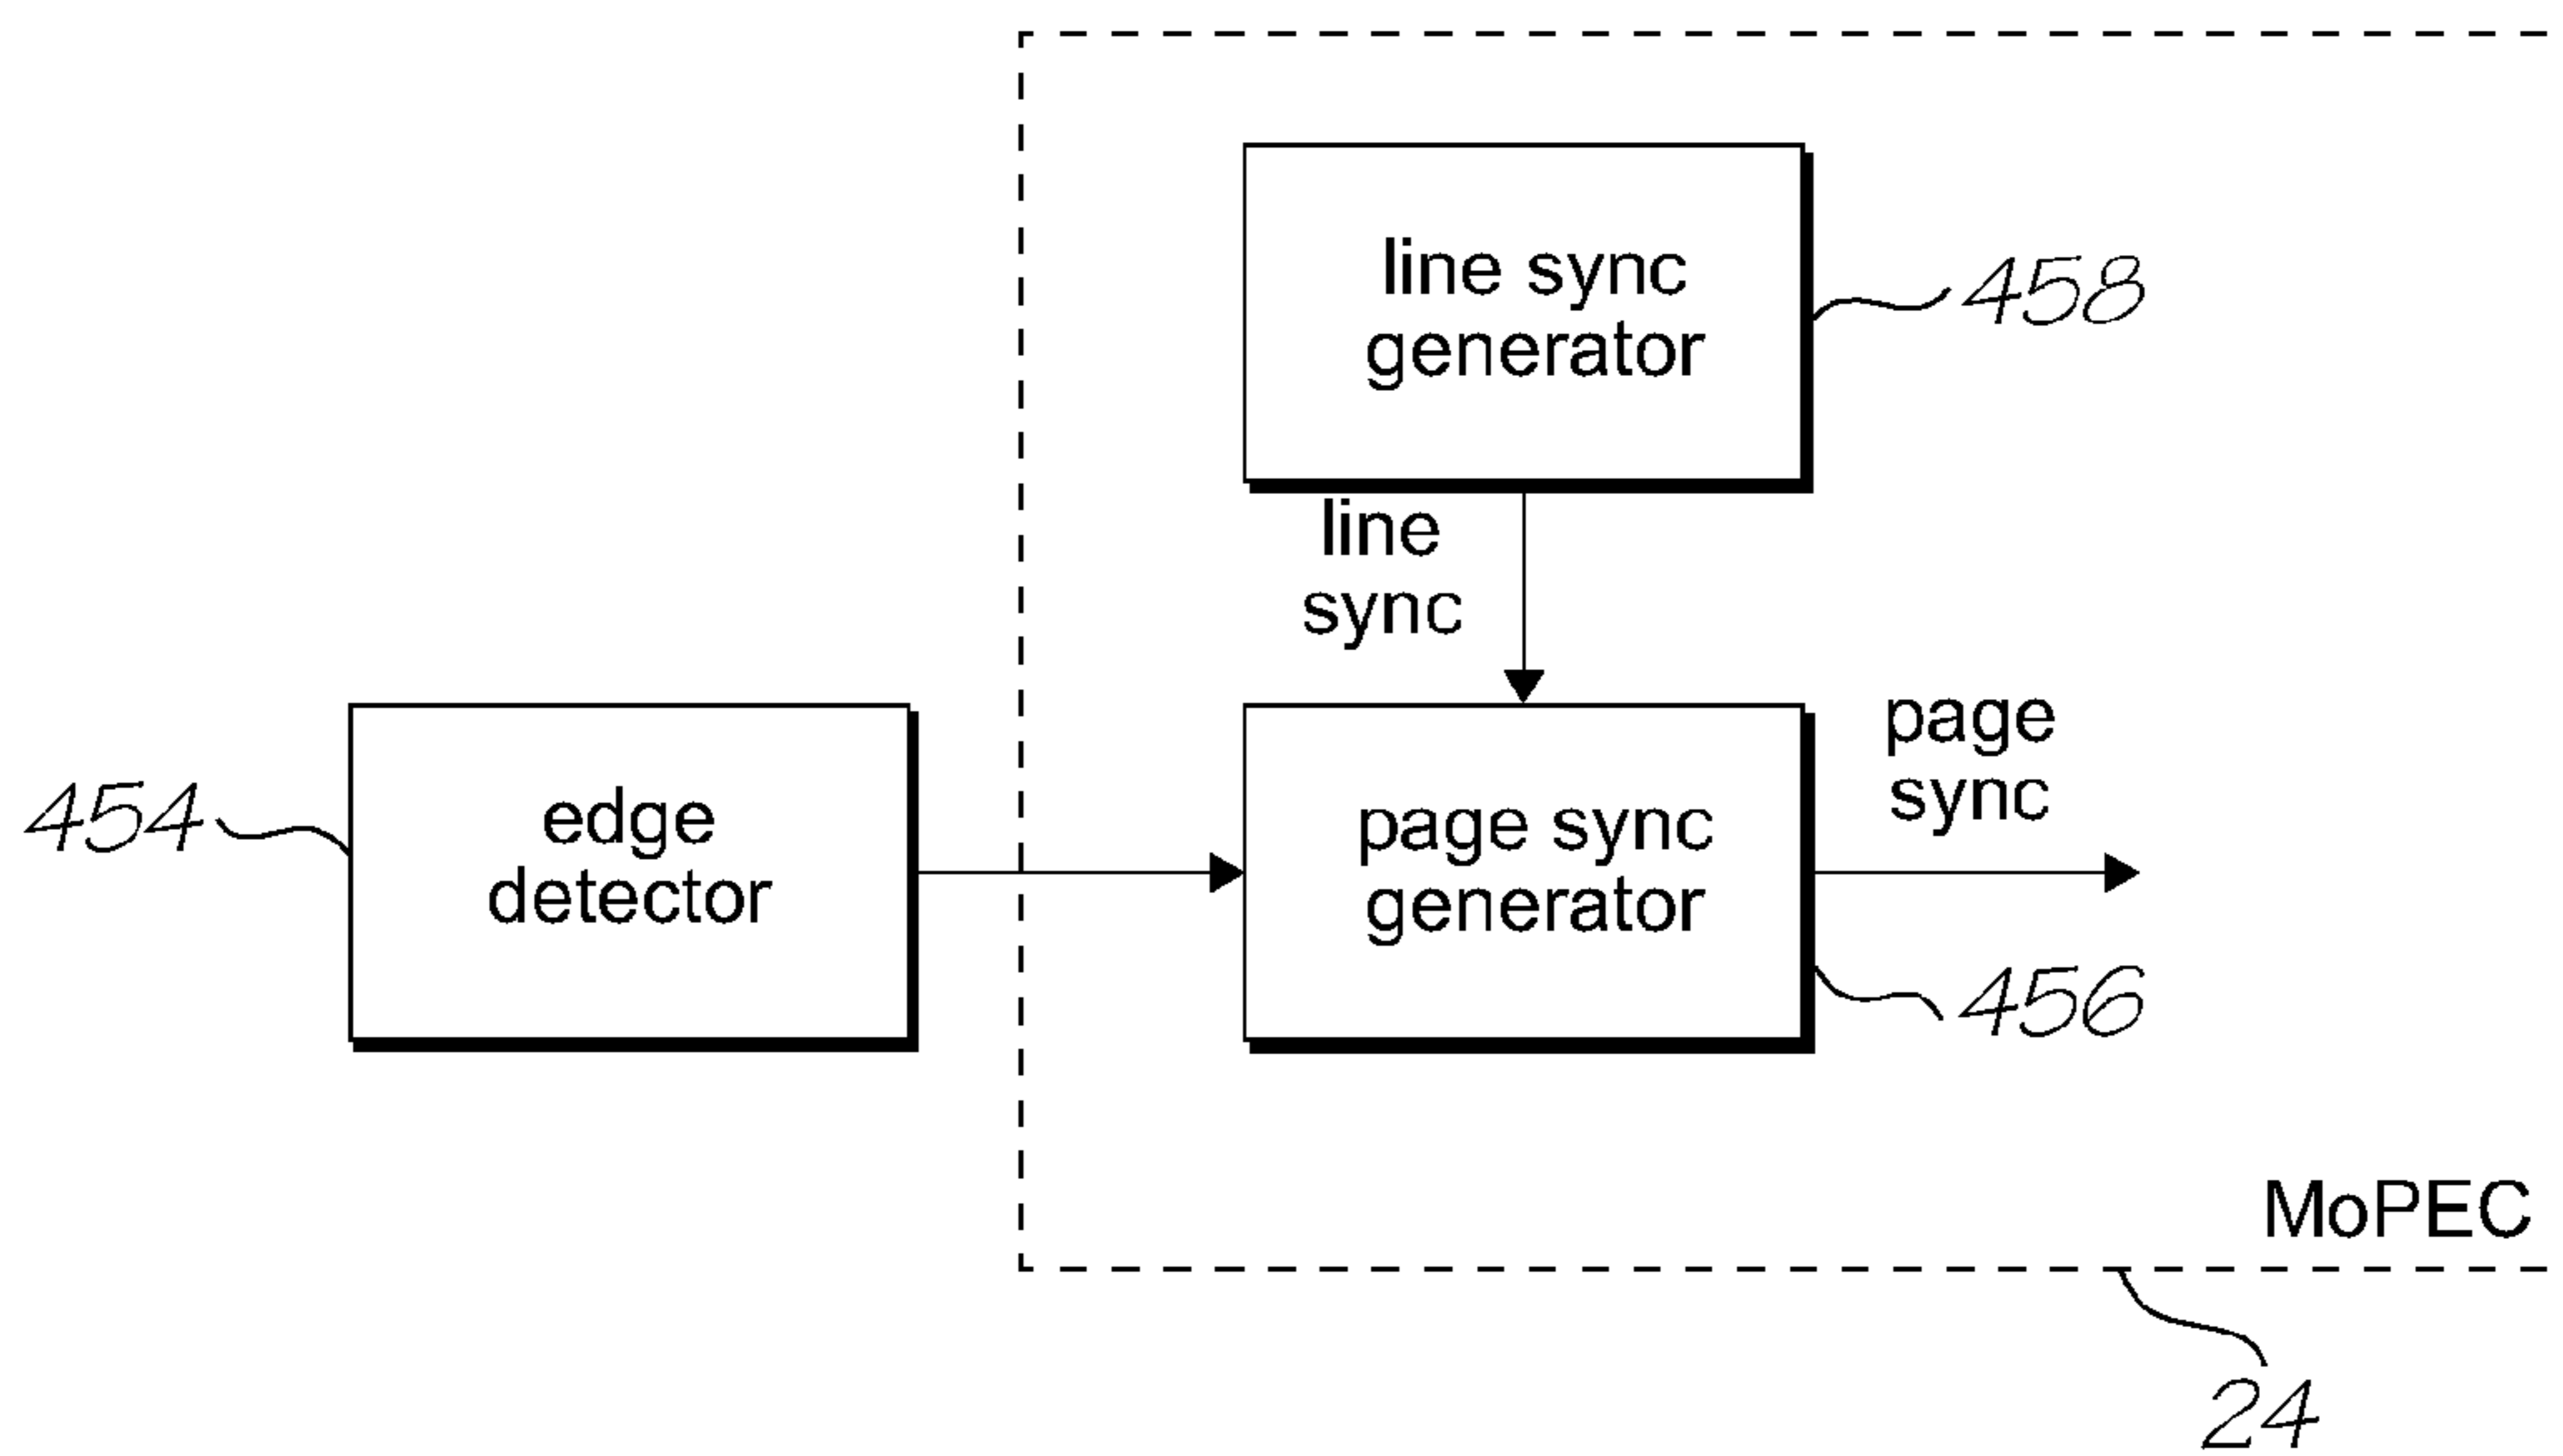 line sync
generator
458
line
sync
page
sync
454
edge
detector
page sync
generator
456
MoPEC
24